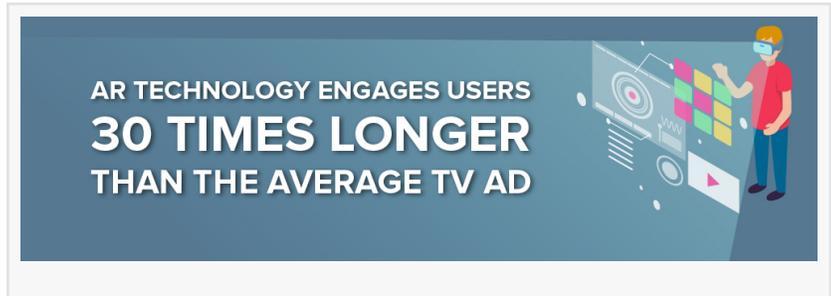 AR TECHNOLOGY ENGAGES USERS
30 TIMES LONGER
THAN THE AVERAGE TV AD